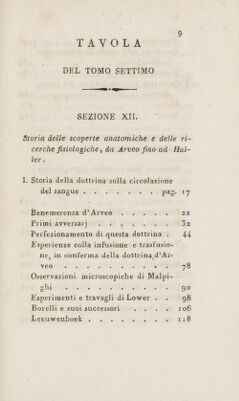 9
TAVOLA
DEL TOMO SETTIMO
SEZIONE XII.
Storia delle scoperte anatomiche e delle ri-
cerche fisiologiche, da Arveo fino ad Hal-
ler.
I. Storia della dottrina sulla circolazione
del sangue . . . . . . . pag. 17
Benemerenza d'Arveo . . . . . 22
Primi avversarj . . . . . . 32
Perfezionamento di questa dottrina . 44
Esperienze colla infusione e trasfusio-
ne, in conferma della dottrina d'Ar-
veo . . . . . . . . . 78
Osservazioni microscopiche di Malpi-
ghi . . . . . . . . . 90
Esperimenti e travagli di Lower . . 98
Borelli e suoi successori . . . . 106
Leeuwenhoek . . . . . . . 118